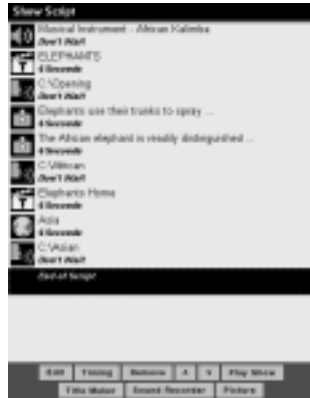 Show Script
Musical Instrument - African Kalimba
Don't Wait
ELEPHANTS
4 Seconds
C:\Opening
Don't Wait
Elephants use their trunks to spray ...
4 Seconds
The African elephant is readily distinguished ...
4 Seconds
C:\African
Don't Wait
Elephants Home
4 Seconds
Asia
4 Seconds
C:\Asian
Don't Wait
End of Script
Edit Timing Remove Play Show
Title Maker Sound Recorder Picture